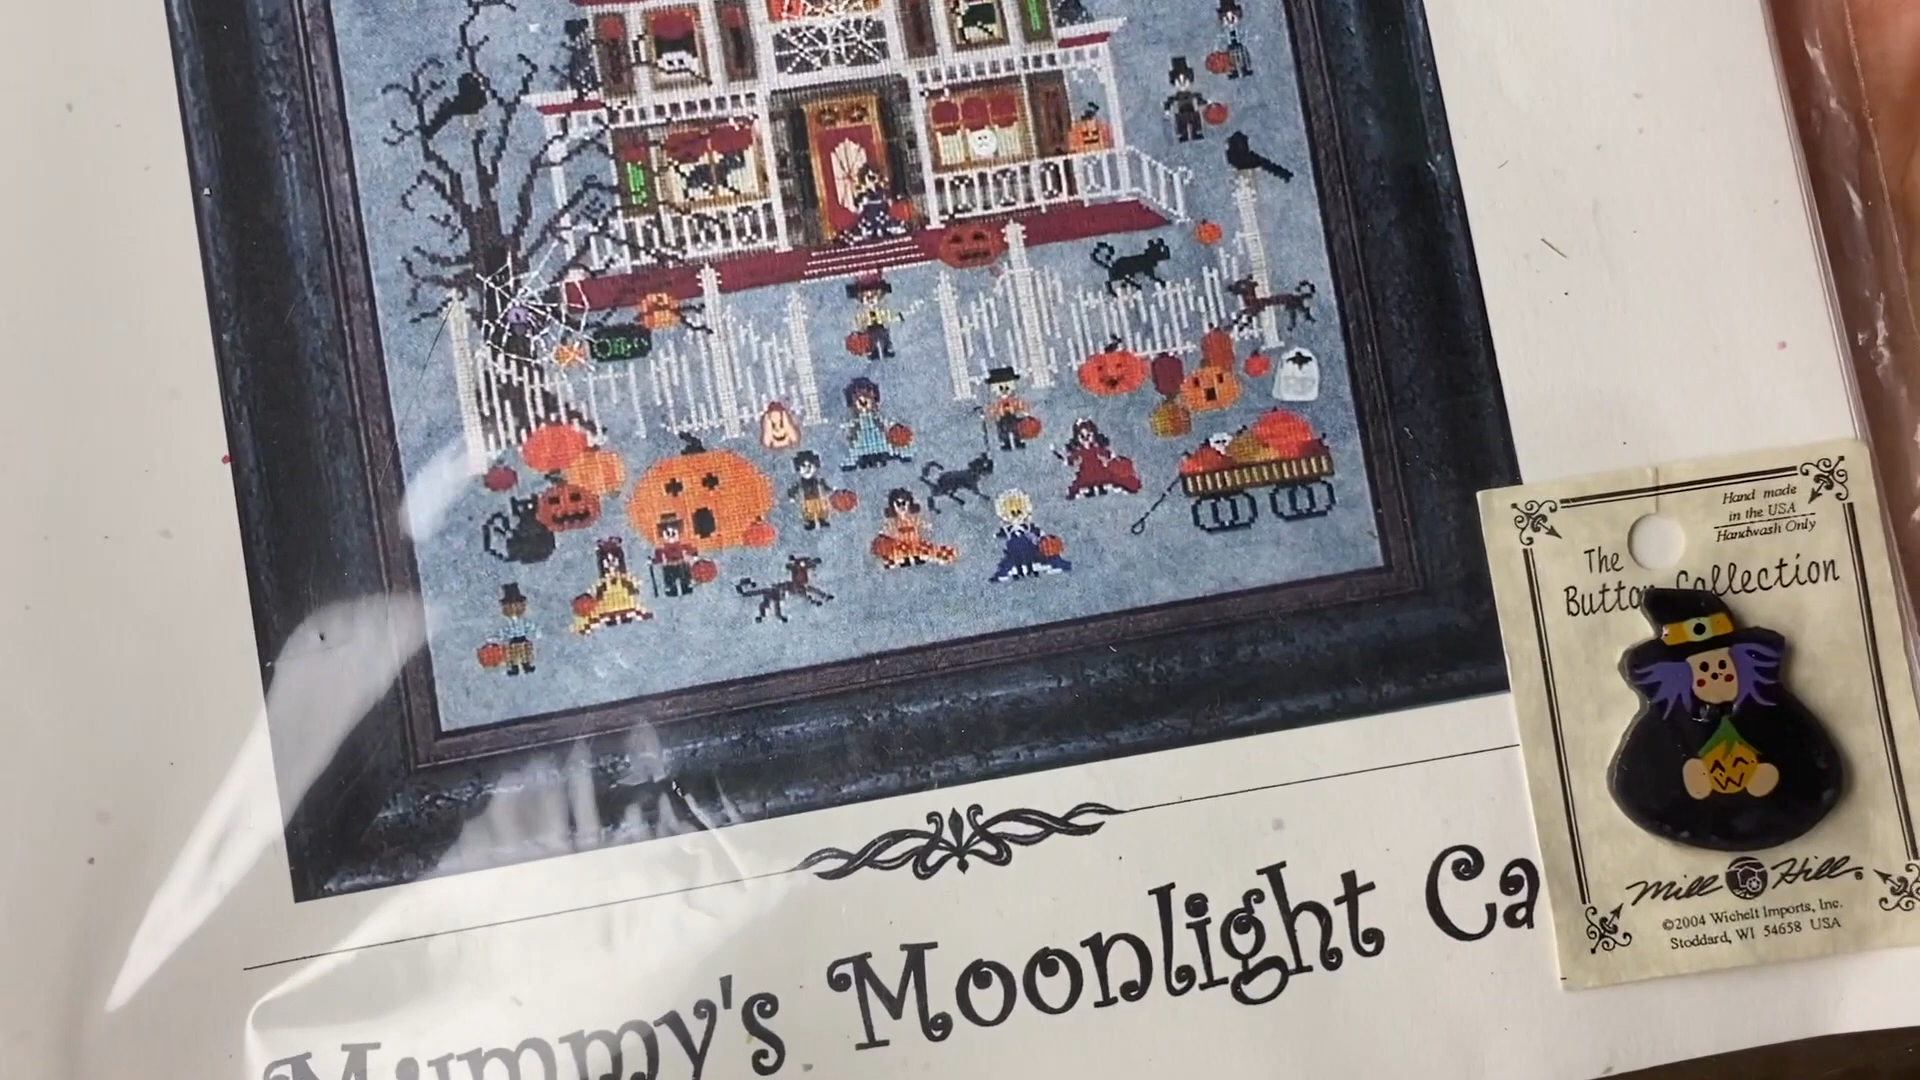 Hand made
in the USA
Handwash Only
The
Button Collection
Mill Hill®
©2004 Wichelt Imports, Inc.
Stoddard, WI 54658 USA
Mummy's Moonlight Ca